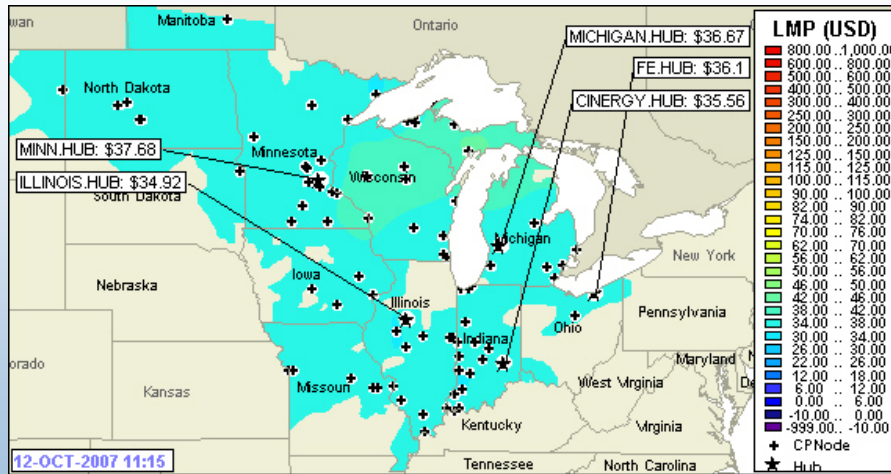 Manitoba
Ontario
MICHIGAN.HUB: $36.67
FE.HUB: $36.1
CINERGY.HUB: $35.56
North Dakota
MINN.HUB: $37.68
Minnesota
Wisconsin
ILLINOIS.HUB: $34.92
South Dakota
Michigan
New York
Iowa
Nebraska
Illinois
Pennsylvania
Ohio
Indiana
orado
Maryland
Kansas
Missouri
West Virginia
Kentucky
Virginia
Tennessee
North Carolina
12-OCT-2007 11:15
LMP (USD)
800.00 ..1,000.00
600.00 .. 800.00
500.00 .. 600.00
400.00 .. 500.00
300.00 .. 400.00
250.00 .. 300.00
200.00 .. 250.00
150.00 .. 200.00
125.00 .. 150.00
115.00 .. 125.00
100.00 .. 115.00
90.00 .. 100.00
82.00 .. 90.00
74.00 .. 82.00
70.00 .. 76.00
62.00 .. 70.00
56.00 .. 62.00
50.00 .. 56.00
46.00 .. 50.00
42.00 .. 46.00
38.00 .. 42.00
34.00 .. 38.00
30.00 .. 34.00
26.00 .. 30.00
22.00 .. 26.00
18.00 .. 22.00
12.00 .. 18.00
6.00 .. 12.00
0.00 .. 6.00
-10.00 .. 0.00
-999.00 .. -10.00
CPNode
Hub